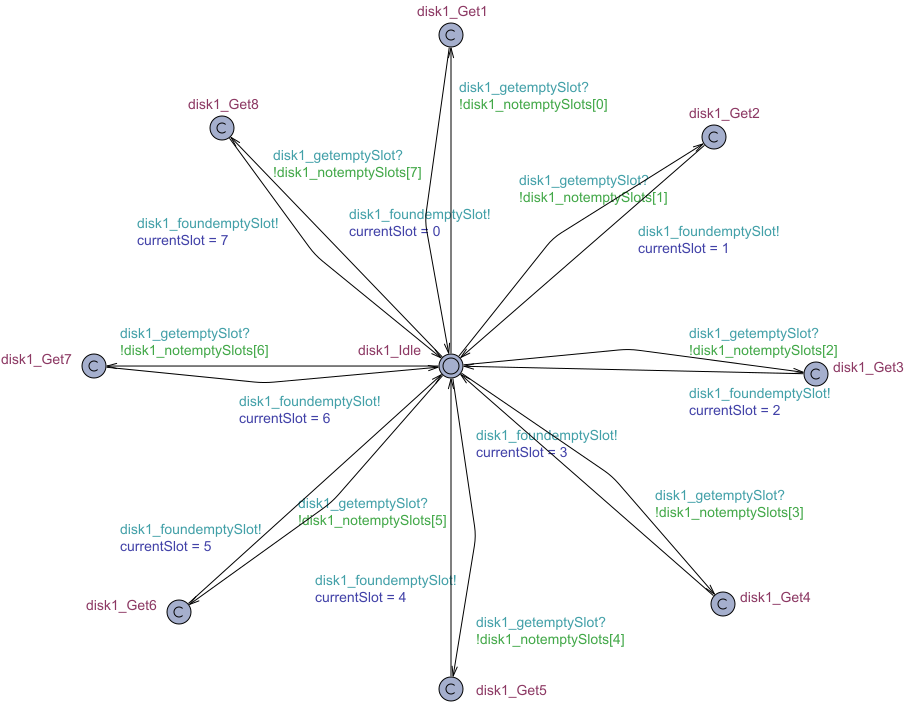 disk1_Get1
C
disk1_getemptySlot?
!disk1_notemptySlots[0]
disk1_Get8
C
disk1_Get2
C
disk1_getemptySlot?
!disk1_notemptySlots[7]
disk1_getemptySlot?
!disk1_notemptySlots[1]
disk1_foundemptySlot!
currentSlot = 7
disk1_foundemptySlot!
currentSlot = 0
disk1_foundemptySlot!
currentSlot = 1
disk1_getemptySlot?
!disk1_notemptySlots[6]
disk1_Get7
C
disk1_Idle
disk1_getemptySlot?
!disk1_notemptySlots[2]
C
disk1_Get3
disk1_foundemptySlot!
currentSlot = 6
disk1_foundemptySlot!
currentSlot = 2
disk1_foundemptySlot!
currentSlot = 3
disk1_getemptySlot?
!disk1_notemptySlots[5]
disk1_getemptySlot?
!disk1_notemptySlots[3]
disk1_foundemptySlot!
currentSlot = 5
disk1_foundemptySlot!
currentSlot = 4
disk1_Get6
C
C
disk1_Get4
disk1_getemptySlot?
!disk1_notemptySlots[4]
C
disk1_Get5